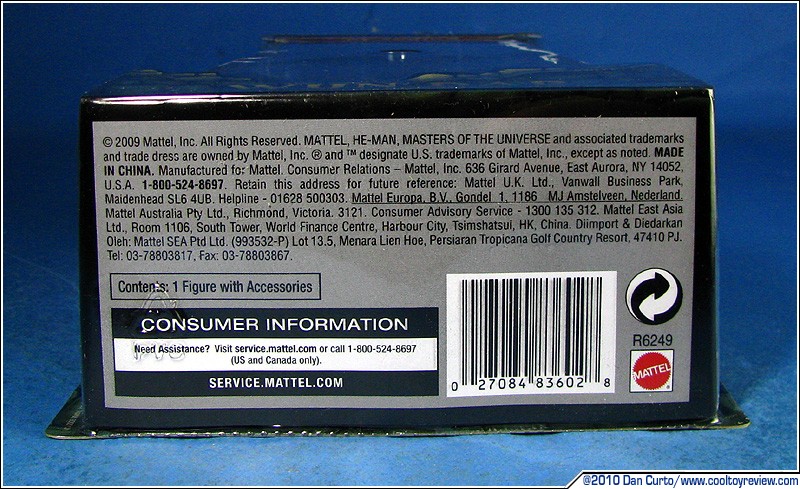 © 2009 Mattel, Inc. All Rights Reserved. MATTEL, HE-MAN, MASTERS OF THE UNIVERSE and associated trademarks
and trade dress are owned by Mattel, Inc. ® and ™ designate U.S. trademarks of Mattel, Inc., except as noted. MADE
IN CHINA. Manufactured for: Mattel. Consumer Relations – Mattel, Inc. 636 Girard Avenue, East Aurora, NY 14052,
U.S.A. 1-800-524-8697. Retain this address for future reference: Mattel U.K. Ltd., Vanwall Business Park,
Maidenhead SL6 4UB. Helpline - 01628 500303. Mattel Europa, B.V., Gondel 1, 1186 MJ Amstelveen, Nederland.
Mattel Australia Pty Ltd., Richmond, Victoria. 3121. Consumer Advisory Service - 1300 135 312. Mattel East Asia
Ltd., Room 1106, South Tower, World Finance Centre, Harbour City, Tsimshatsui, HK, China. Diimport & Diedarkan
Oleh: Mattel SEA Ptd Ltd. (993532-P) Lot 13.5, Menara Lien Hoe, Persiaran Tropicana Golf Country Resort, 47410 PJ.
Tel: 03-78803817, Fax: 03-78803867.
Contents: 1 Figure with Accessories
CONSUMER INFORMATION
Need Assistance? Visit service.mattel.com or call 1-800-524-8697
(US and Canada only).
SERVICE.MATTEL.COM
0 27084 83602 8
R6249
MATTEL
©2010 Dan Curto/www.cooltoyreview.com